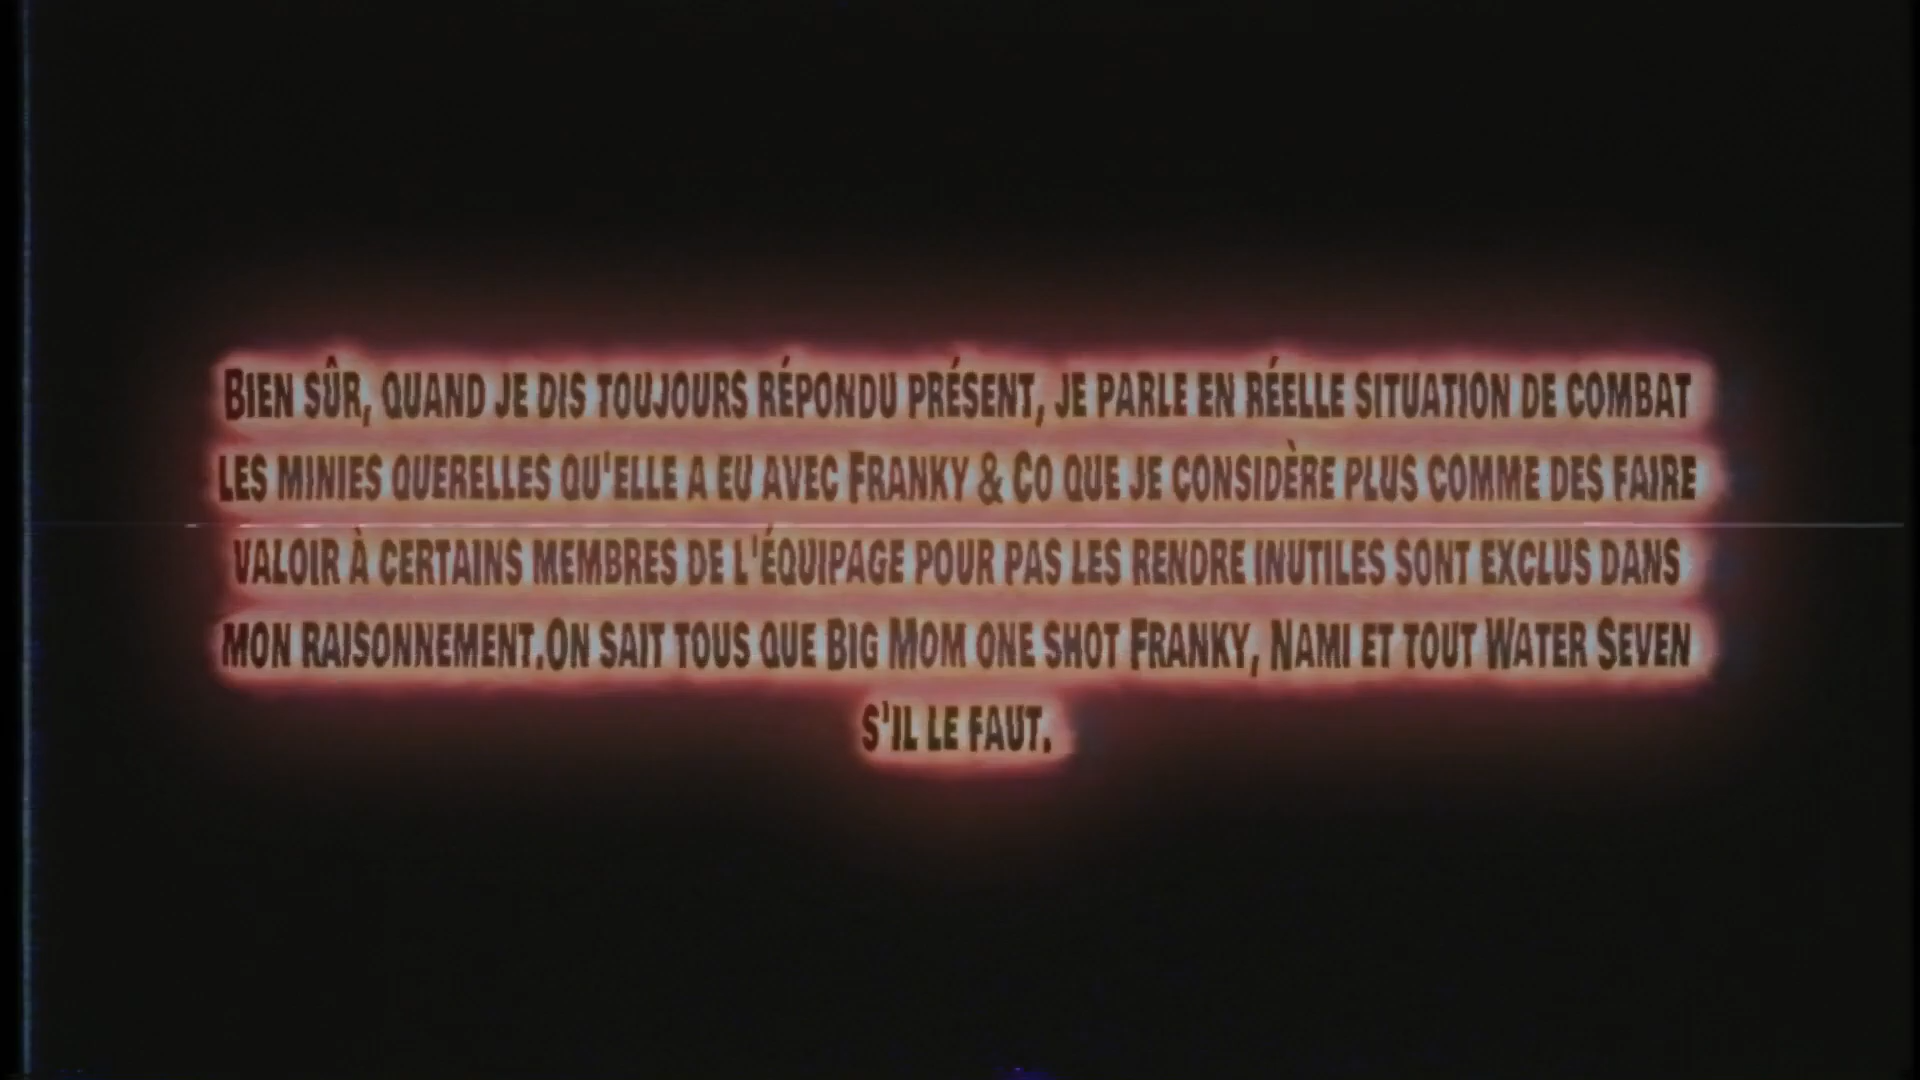 Bien sûr, quand je dis toujours répondu présent, je parle en réelle situation de combat
les minies querelles qu'elle a eu avec Franky & Co que je considère plus comme des faire
valoir à certains membres de l'équipage pour pas les rendre inutiles sont exclus dans
mon raisonnement.On sait tous que Big Mom one shot Franky, Nami et tout Water Seven
s'il le faut.